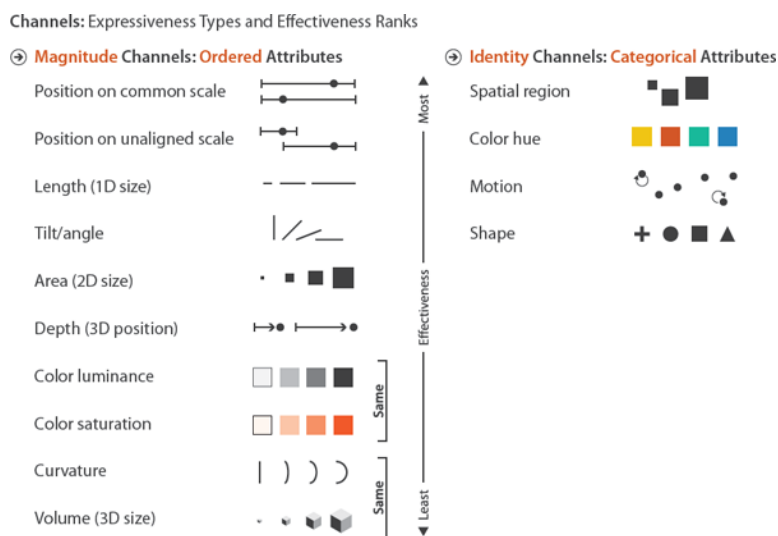 Channels: Expressiveness Types and Effectiveness Ranks
Magnitude Channels: Ordered Attributes
Position on common scale
Position on unaligned scale
Length (1D size)
Tilt/angle
Area (2D size)
Depth (3D position)
Color luminance
Color saturation
Curvature
Volume (3D size)
Same
Same
Most
Effectiveness
Least
Identity Channels: Categorical Attributes
Spatial region
Color hue
Motion
Shape